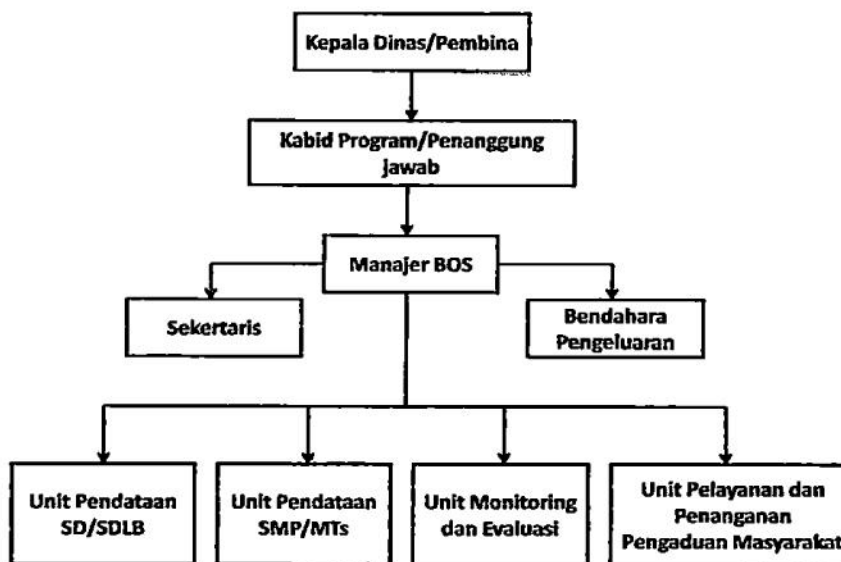 Kepala Dinas/Pembina
Kabid Program/Penanggung
jawab
Manajer BOS
Sekertaris
Bendahara
Pengeluaran
Unit Pendataan
SD/SDLB
Unit Pendataan
SMP/MTs
Unit Monitoring
dan Evaluasi
Unit Pelayanan dan
Penanganan
Pengaduan Masyarakat